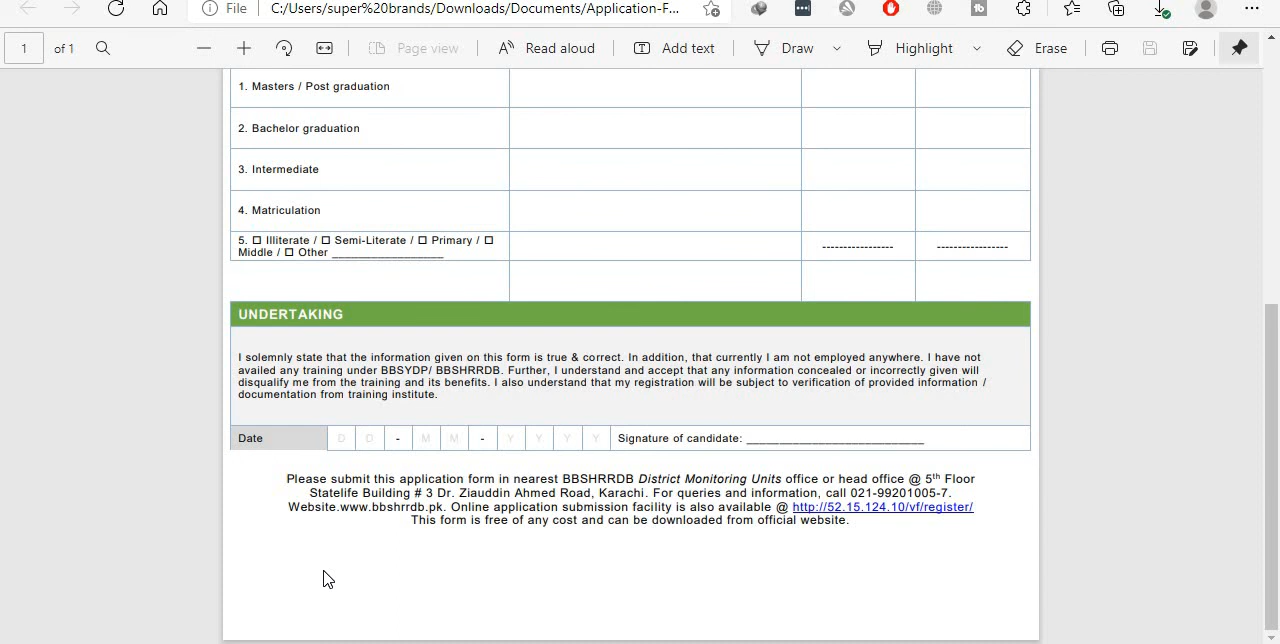 File C:/Users/super%20brands/Downloads/Documents/Application-F...
1 of 1 Page view Read aloud Add text Draw Highlight Erase
1. Masters / Post graduation
2. Bachelor graduation
3. Intermediate
4. Matriculation
5. ☐ Illiterate / ☐ Semi-Literate / ☐ Primary / ☐
Middle / ☐ Other _________________ ----------------- -----------------
UNDERTAKING
I solemnly state that the information given on this form is true & correct. In addition, that currently I am not employed anywhere. I have not
availed any training under BBSYDP/ BBSHRRDB. Further, I understand and accept that any information concealed or incorrectly given will
disqualify me from the training and its benefits. I also understand that my registration will be subject to verification of provided information /
documentation from training institute.
Date D D - M M - Y Y Y Y Signature of candidate: ___________________________
Please submit this application form in nearest BBSHRRDB District Monitoring Units office or head office @ 5th Floor
Statelife Building # 3 Dr. Ziauddin Ahmed Road, Karachi. For queries and information, call 021-99201005-7.
Website.www.bbshrrdb.pk. Online application submission facility is also available @ http://52.15.124.10/vf/register/
This form is free of any cost and can be downloaded from official website.